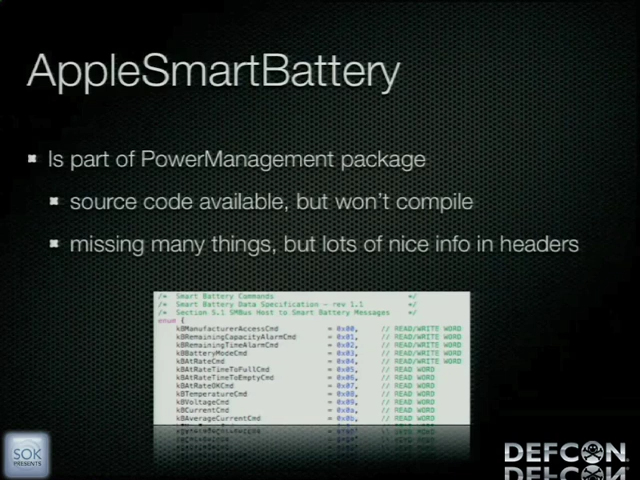 AppleSmartBattery
Is part of PowerManagement package
source code available, but won't compile
missing many things, but lots of nice info in headers
/* Smart Battery Commands */
/* Smart Battery Data Specification - rev 1.1 */
/* Section 5.1 SMBus Host to Smart Battery Messages */
enum {
kBManufacturerAccessCmd = 0x00, // READ/WRITE WORD
kBRemainingCapacityAlarmCmd = 0x01, // READ/WRITE WORD
kBRemainingTimeAlarmCmd = 0x02, // READ/WRITE WORD
kBBatteryModeCmd = 0x03, // READ/WRITE WORD
kBAtRateCmd = 0x04, // READ/WRITE WORD
kBAtRateTimeToFullCmd = 0x05, // READ WORD
kBAtRateTimeToEmptyCmd = 0x06, // READ WORD
kBAtRateOKCmd = 0x07, // READ WORD
kBTemperatureCmd = 0x08, // READ WORD
kBVoltageCmd = 0x09, // READ WORD
kBCurrentCmd = 0x0a, // READ WORD
kBAverageCurrentCmd = 0x0b, // READ WORD
SOK
PRESENTS
DEFCON